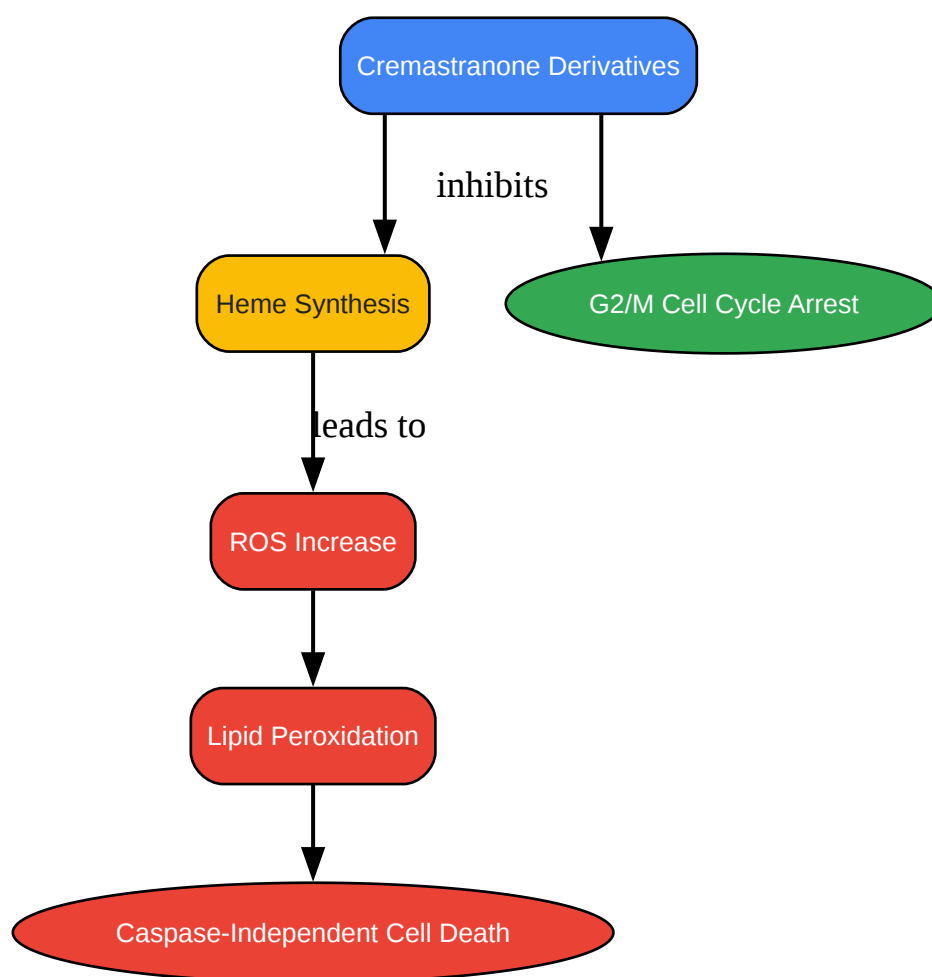 Cremastranone Derivatives
inhibits
Heme Synthesis
G2/M Cell Cycle Arrest
leads to
ROS Increase
Lipid Peroxidation
Caspase-Independent Cell Death